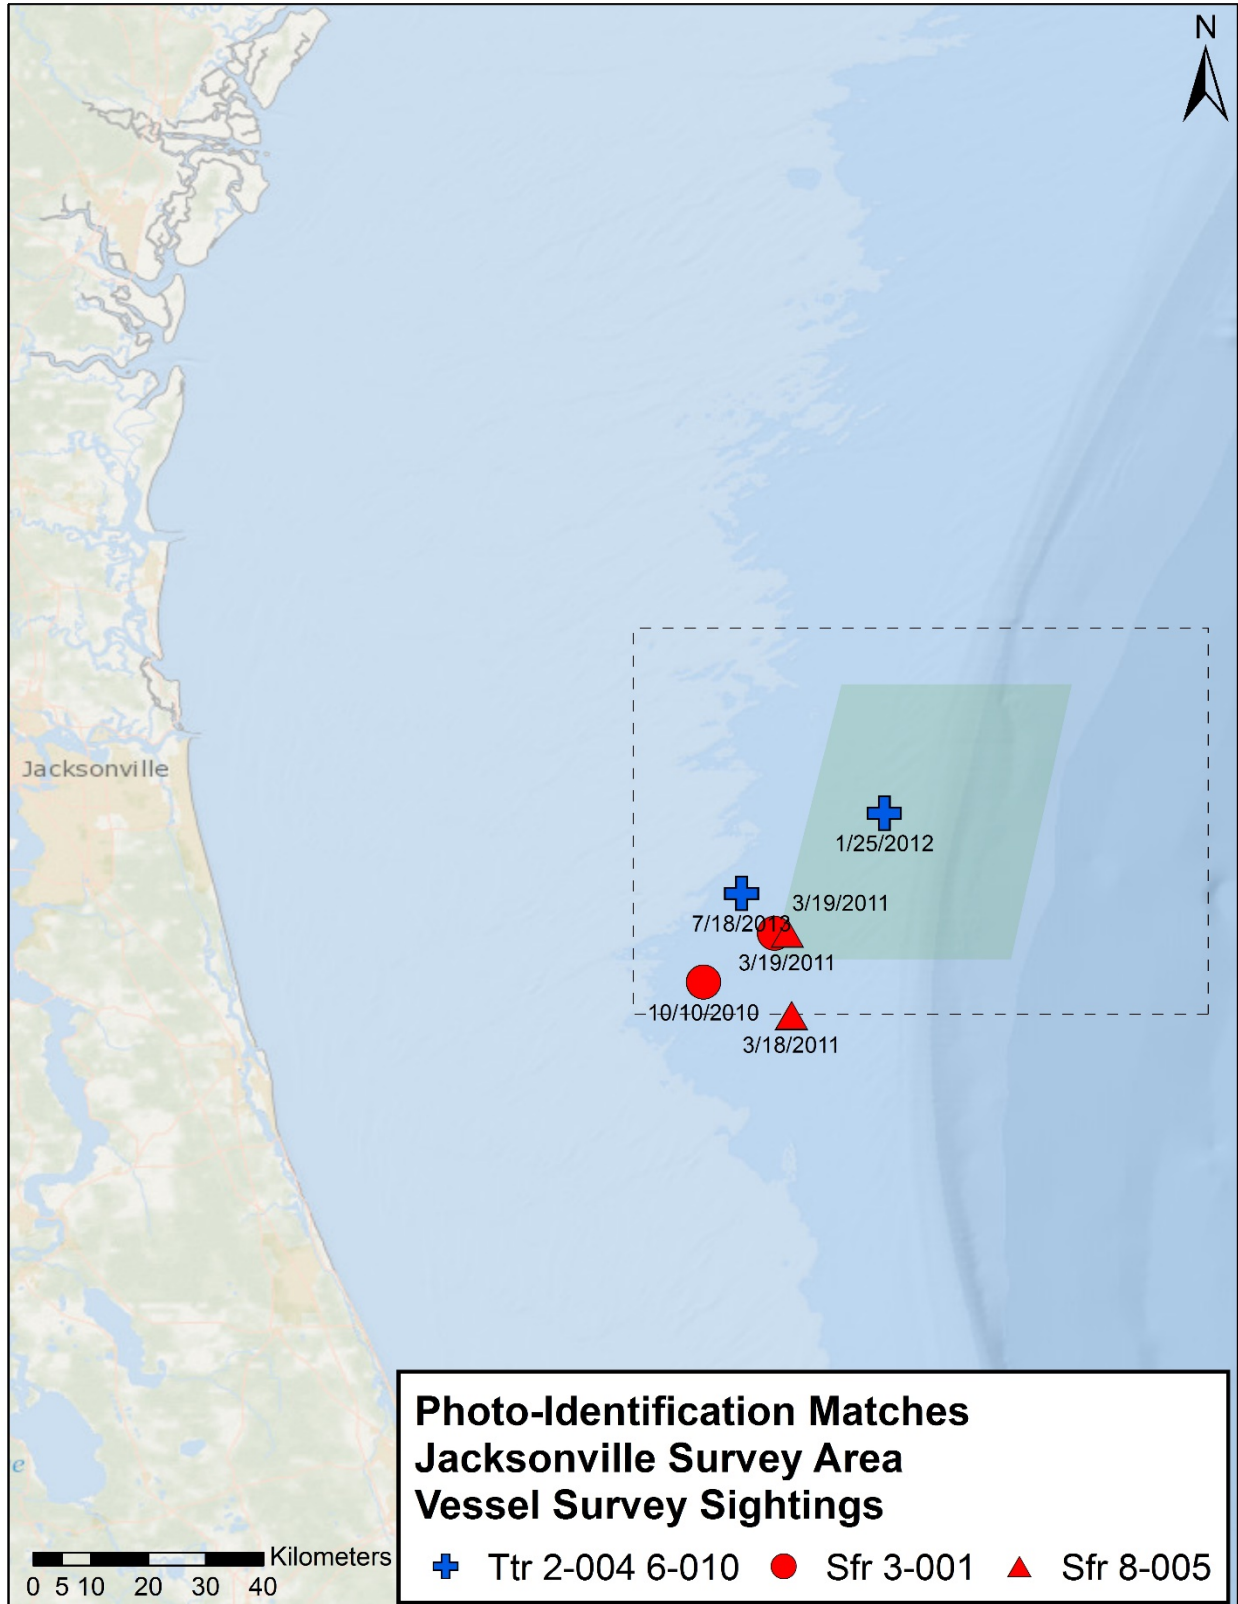 N
Jacksonville
1/25/2012
3/19/2011
7/18/2013
3/19/2011
10/10/2010
3/18/2011
e
Photo-Identification Matches
Jacksonville Survey Area
Vessel Survey Sightings
Ttr 2-004 6-010 Sfr 3-001 Sfr 8-005
Kilometers
0 5 10 20 30 40